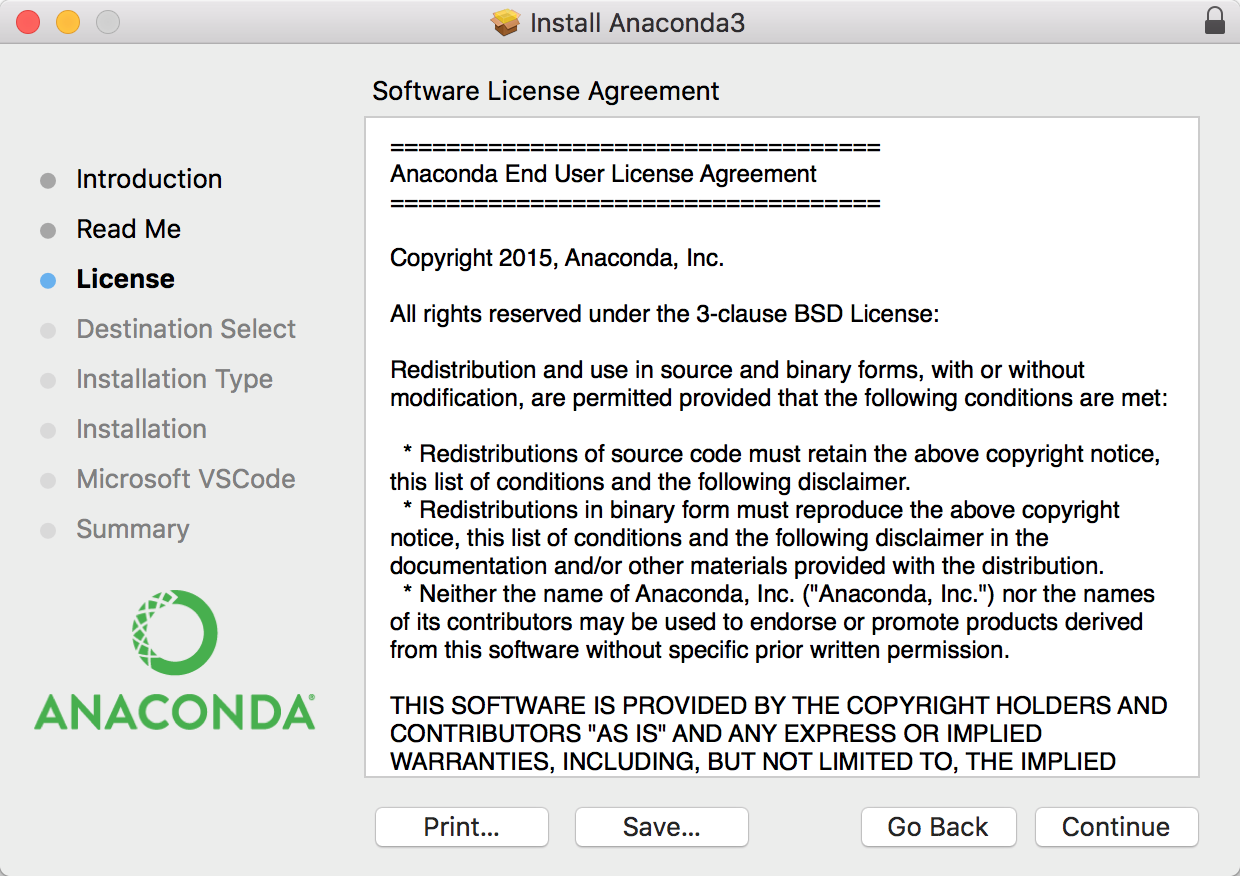 Install Anaconda3
Software License Agreement
Introduction
Read Me
License
Destination Select
Installation Type
Installation
Microsoft VSCode
Summary
ANACONDA®
===================================
Anaconda End User License Agreement
===================================
Copyright 2015, Anaconda, Inc.
All rights reserved under the 3-clause BSD License:
Redistribution and use in source and binary forms, with or without
modification, are permitted provided that the following conditions are met:
* Redistributions of source code must retain the above copyright notice,
this list of conditions and the following disclaimer.
* Redistributions in binary form must reproduce the above copyright
notice, this list of conditions and the following disclaimer in the
documentation and/or other materials provided with the distribution.
* Neither the name of Anaconda, Inc. ("Anaconda, Inc.") nor the names
of its contributors may be used to endorse or promote products derived
from this software without specific prior written permission.
THIS SOFTWARE IS PROVIDED BY THE COPYRIGHT HOLDERS AND
CONTRIBUTORS "AS IS" AND ANY EXPRESS OR IMPLIED
WARRANTIES, INCLUDING, BUT NOT LIMITED TO, THE IMPLIED
Print...
Save...
Go Back
Continue